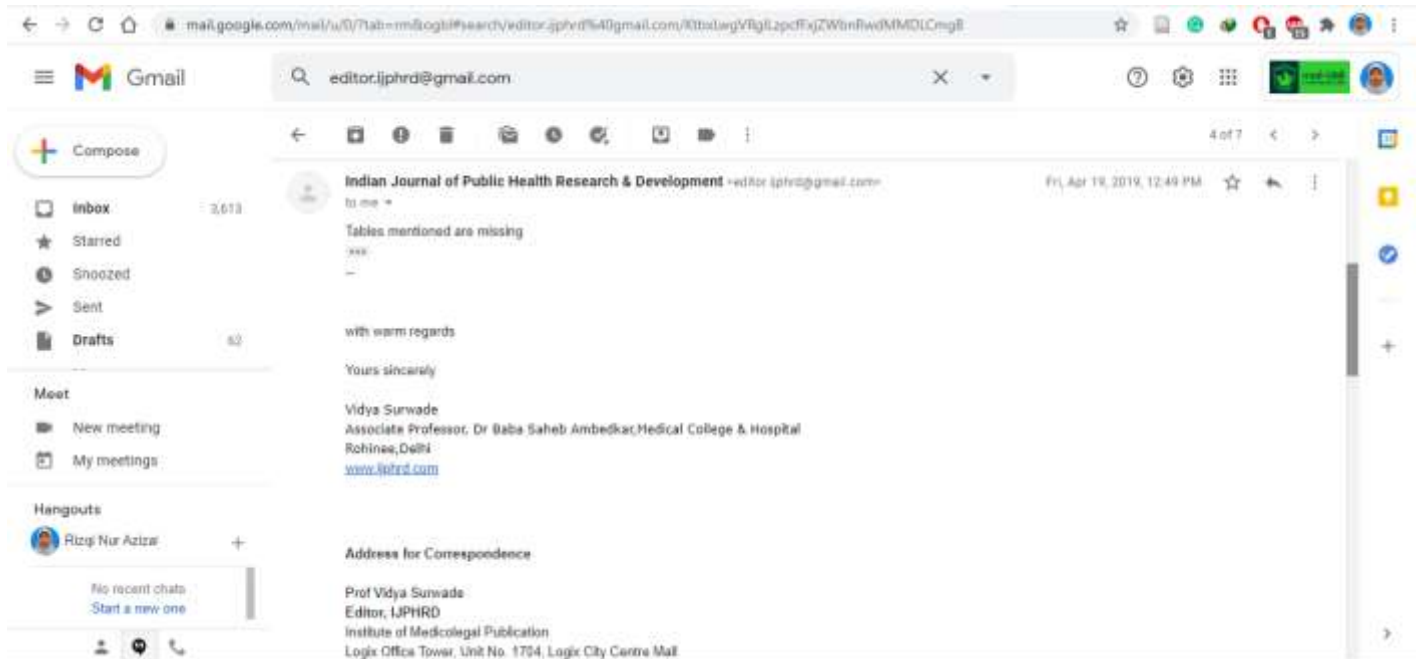 Gmail
editor.ijphrd@gmail.com
Compose
4 of 7
Indian Journal of Public Health Research & Development <editor.ijphrd@gmail.com>
Fri, Apr 19, 2019, 12:49 PM
to me
Inbox 3,613
Starred
Snoozed
Sent
Drafts 62
Meet
New meeting
My meetings
Hangouts
Rizqi Nur Azizai
No recent chats
Start a new one
Tables mentioned are missing
--
with warm regards
Yours sincerely
Vidya Surwade
Associate Professor, Dr Baba Saheb Ambedkar,Medical College & Hospital
Rohinee,Delhi
www.ijphrd.com
Address for Correspondence
Prof Vidya Surwade
Editor, IJPHRD
Institute of Medicolegal Publication
Logix Office Tower, Unit No. 1704, Logix City Centre Mall